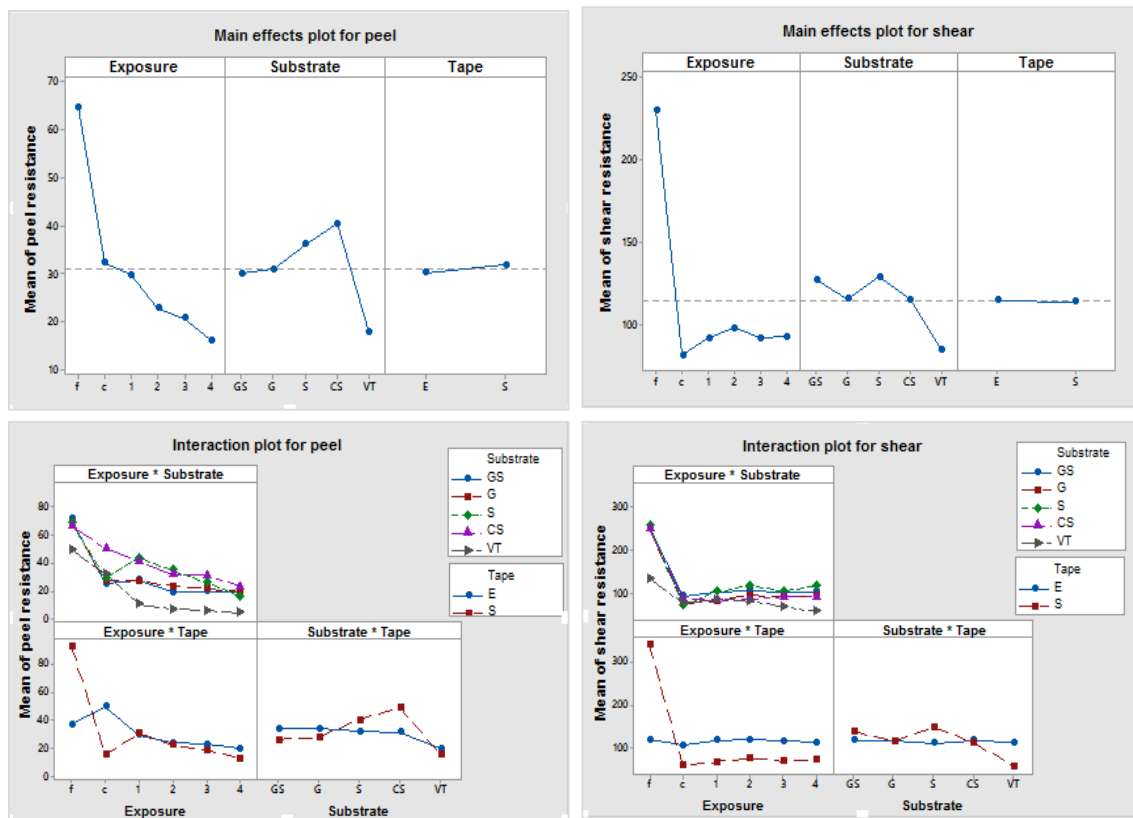 Main effects plot for peel
Exposure Substrate Tape
Mean of peel resistance
70
60
50
40
30
20
10
f c 1 2 3 4 GS G S CS VT E S
Main effects plot for shear
Exposure Substrate Tape
Mean of shear resistance
250
200
150
100
f c 1 2 3 4 GS G S CS VT E S
Interaction plot for peel
Exposure * Substrate
Mean of peel resistance
80
60
40
20
0
Substrate
GS
G
S
CS
VT
Tape
E
S
Exposure * Tape Substrate * Tape
80
60
40
20
0
f c 1 2 3 4 GS G S CS VT
Exposure Substrate
Interaction plot for shear
Exposure * Substrate
Mean of shear resistance
300
200
100
Substrate
GS
G
S
CS
VT
Tape
E
S
Exposure * Tape Substrate * Tape
300
200
100
f c 1 2 3 4 GS G S CS VT
Exposure Substrate